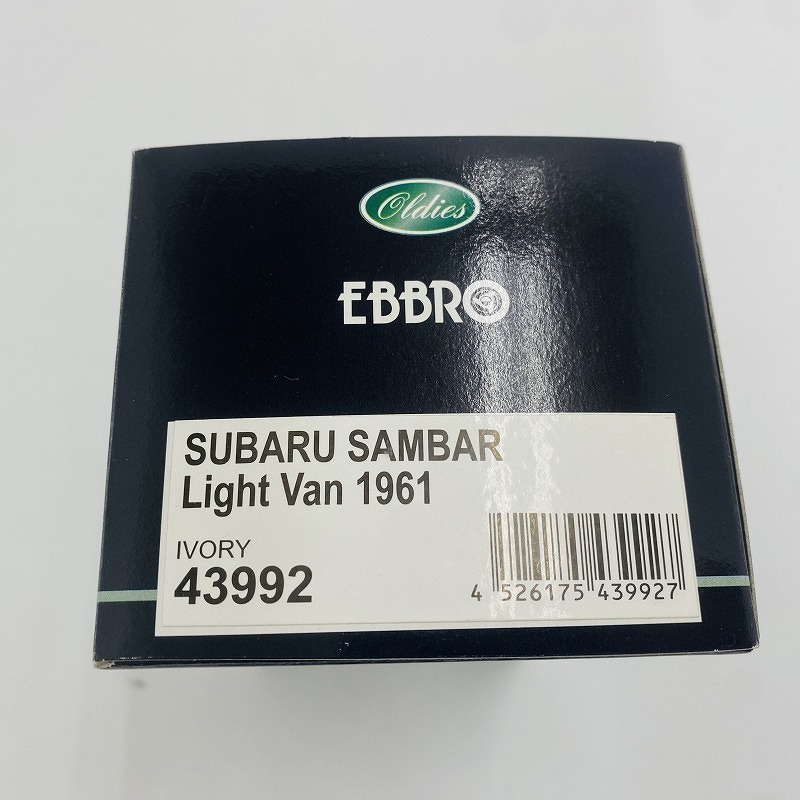 Oldies
EBBRO
SUBARU SAMBAR
Light Van 1961
IVORY
43992
4 526175 439927